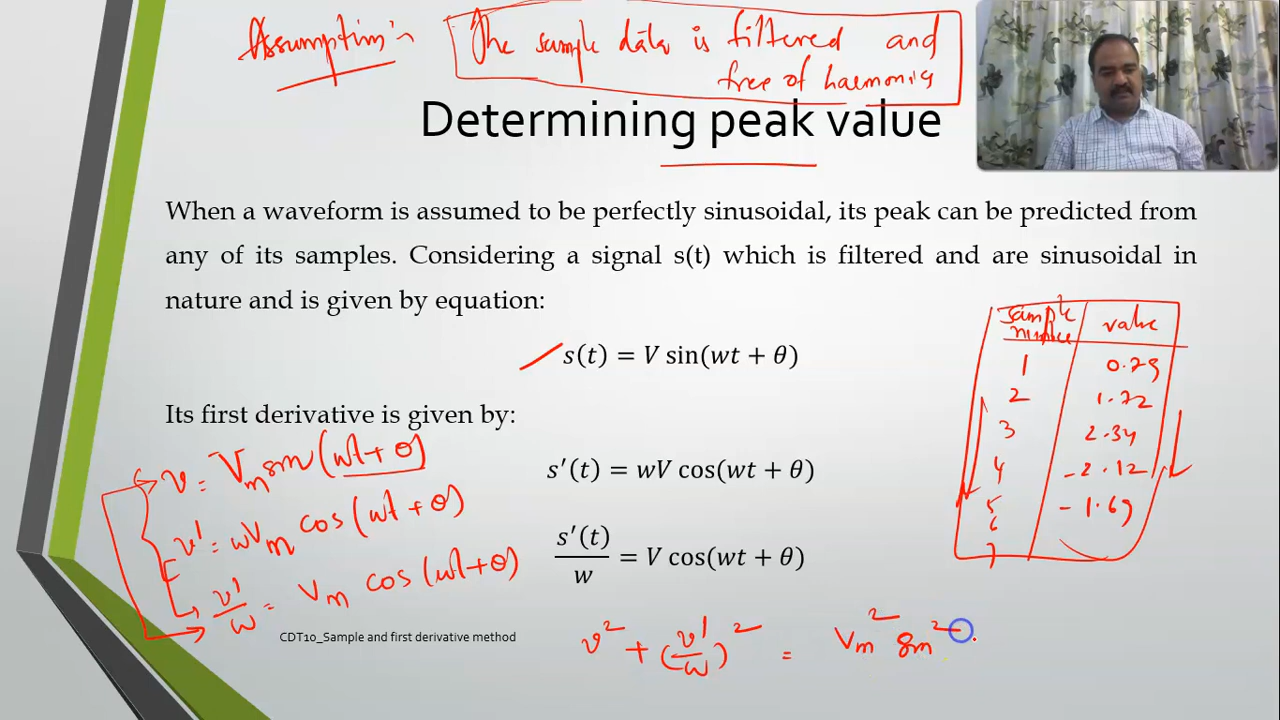 Assumption:
The sample data is filtered and
free of haemonics
Determining peak value
When a waveform is assumed to be perfectly sinusoidal, its peak can be predicted from
any of its samples. Considering a signal s(t) which is filtered and are sinusoidal in
nature and is given by equation:
s(t) = V sin(wt + θ)
Its first derivative is given by:
s′(t) = wV cos(wt + θ)
s′(t)/w = V cos(wt + θ)
v = Vm sin(wt + θ)
v' = wVm cos(wt + θ)
v'/w = Vm cos(wt + θ)
sample number value
1 0.79
2 1.72
3 2.34
4 -2.12
5 -1.69
6
7
CDT10_Sample and first derivative method
v² + (v'/w)² = Vm² sin²